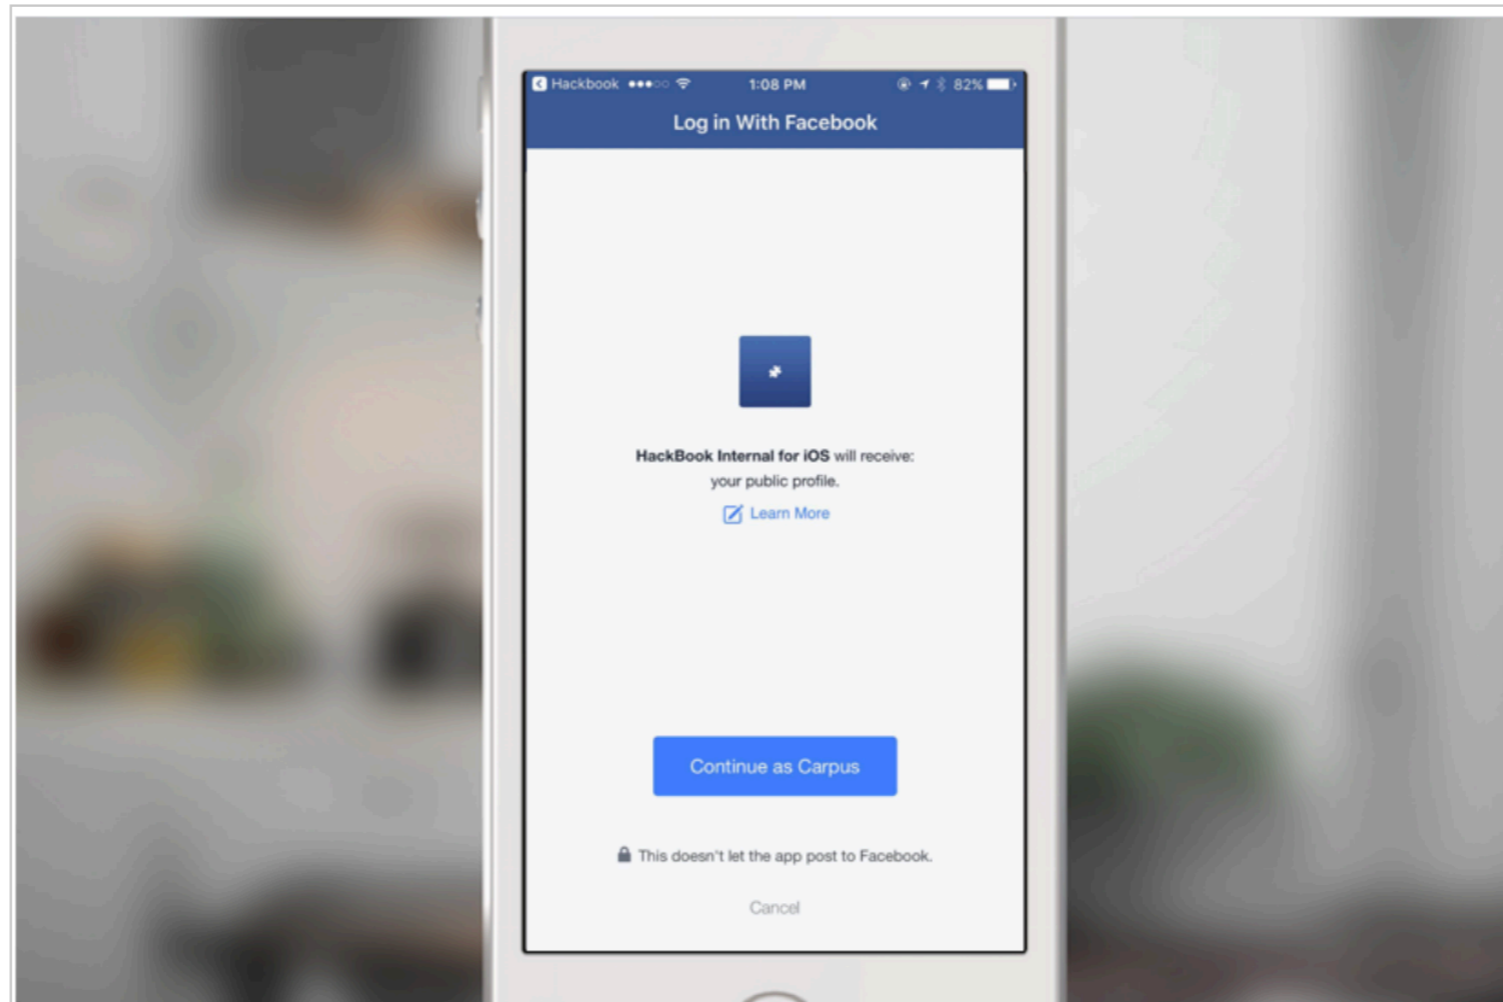 Hackbook 1:08 PM 82%
Log in With Facebook
HackBook Internal for iOS will receive:
your public profile.
Learn More
Continue as Carpus
This doesn't let the app post to Facebook.
Cancel